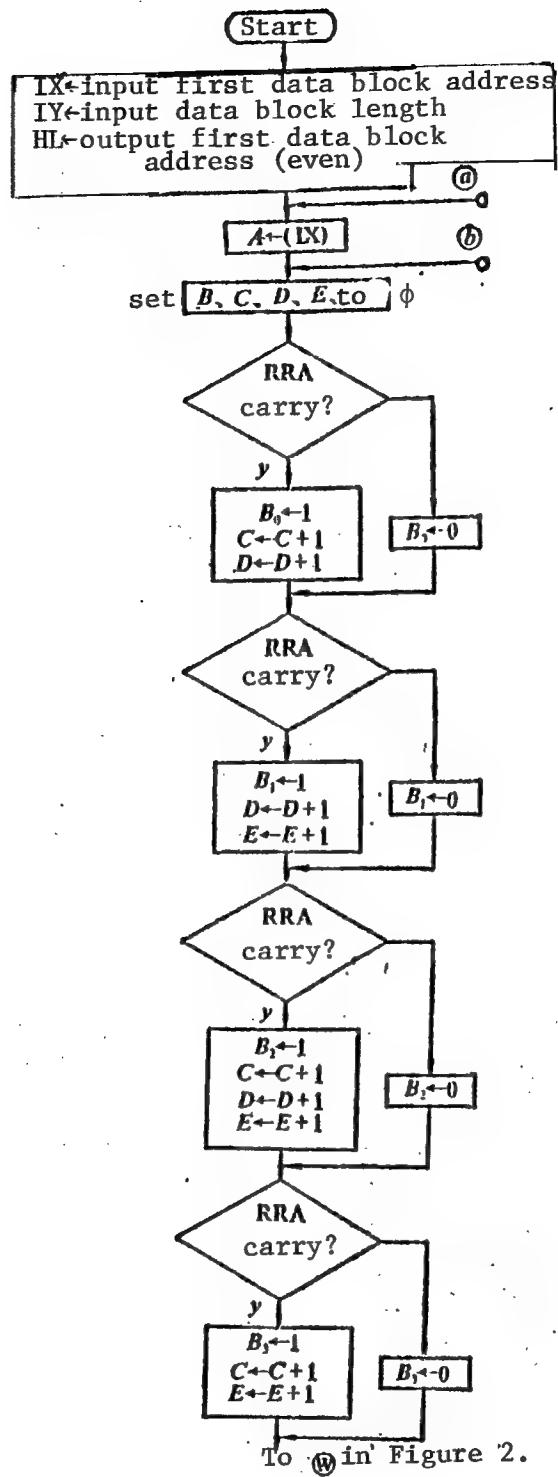 Start
IX←input first data block address
IY←input data block length
HL←output first data block
address (even)
ⓐ
A←(IX)
ⓑ
set B、C、D、E、to ϕ
RRA
carry?
y
B₀←1
C←C+1
D←D+1
B₀←0
RRA
carry?
y
B₁←1
D←D+1
E←E+1
B₁←0
RRA
carry?
y
B₂←1
C←C+1
D←D+1
E←E+1
B₂←0
RRA
carry?
y
B₃←1
C←C+1
E←E+1
B₃←0
To Ⓦ in Figure 2.